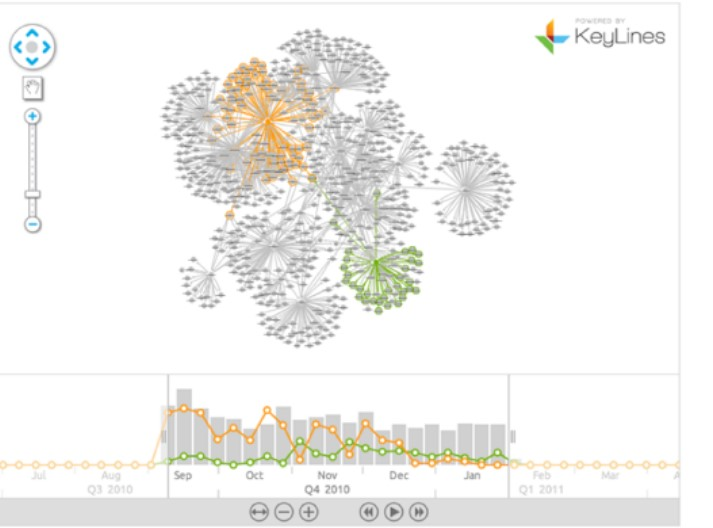 POWERED BY
KeyLines
Jul Aug Sep Oct Nov Dec Jan Feb Mar A
Q3 2010 Q4 2010 Q1 2011